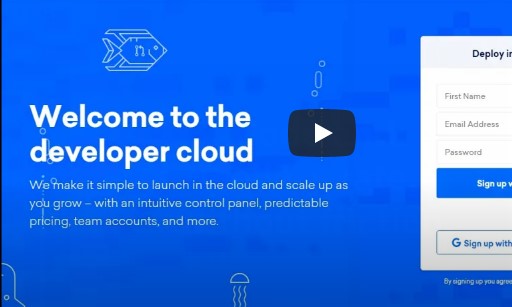 Welcome to the
developer cloud
We make it simple to launch in the cloud and scale up as
you grow – with an intuitive control panel, predictable
pricing, team accounts, and more.
Deploy in
First Name
Email Address
Password
Sign up w
G Sign up with
By signing up you agree